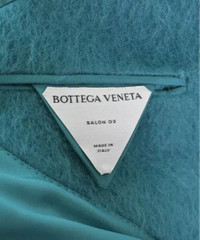 BOTTEGA VENETA
SALON 03
MADE IN
ITALY